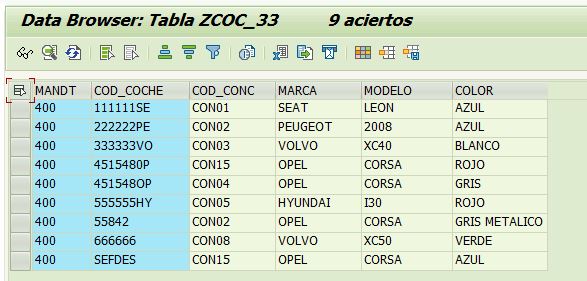 Data Browser: Tabla ZCOC_33 9 aciertos
MANDT COD_COCHE COD_CONC MARCA MODELO COLOR
400 111111SE CON01 SEAT LEON AZUL
400 222222PE CON02 PEUGEOT 2008 AZUL
400 333333VO CON03 VOLVO XC40 BLANCO
400 4515480P CON15 OPEL CORSA ROJO
400 451548OP CON04 OPEL CORSA GRIS
400 555555HY CON05 HYUNDAI I30 ROJO
400 55842 CON02 OPEL CORSA GRIS METALICO
400 666666 CON08 VOLVO XC50 VERDE
400 SEFDES CON15 OPEL CORSA AZUL